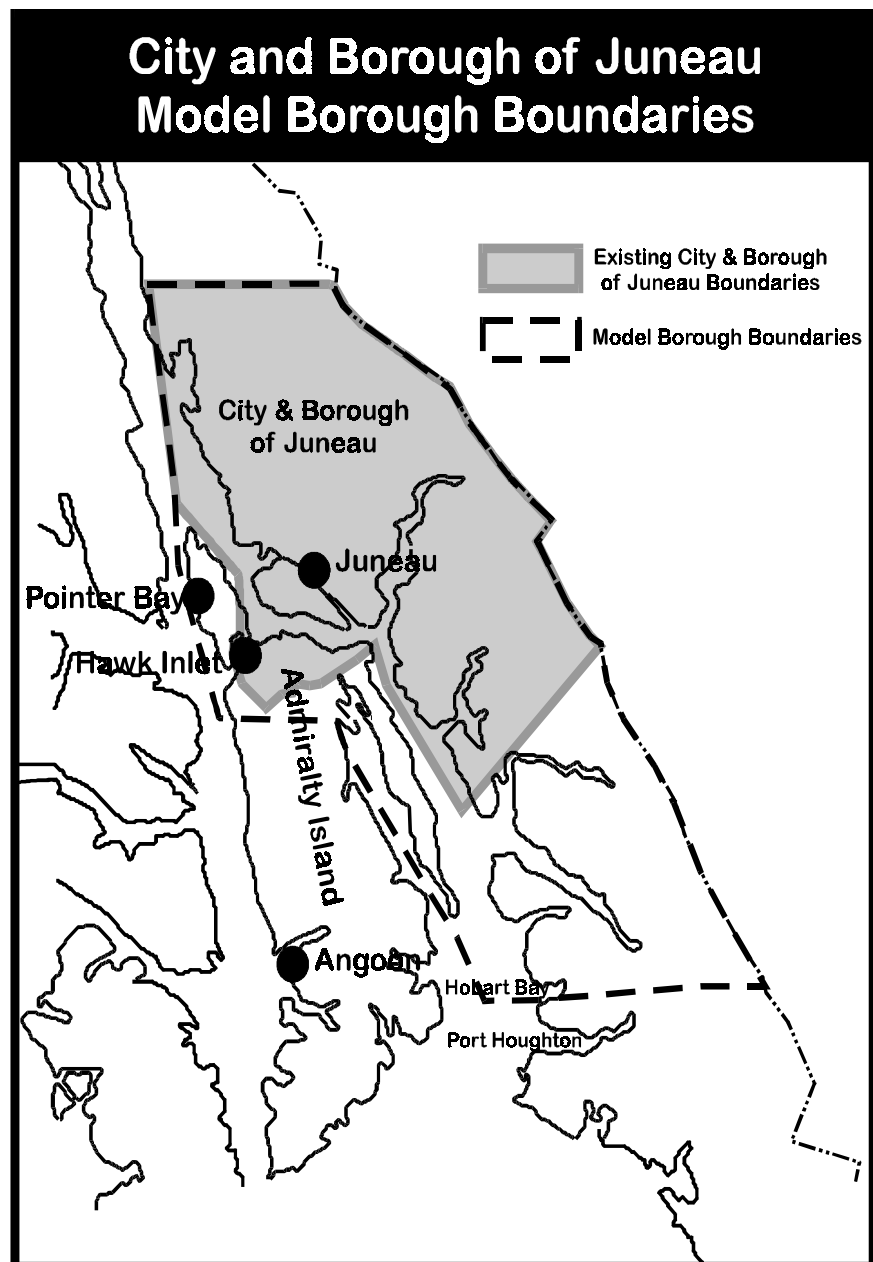 City and Borough of Juneau
Model Borough Boundaries
Existing City & Borough
of Juneau Boundaries
Model Borough Boundaries
City & Borough
of Juneau
Juneau
Pointer Bay
Hawk Inlet
Admiralty Island
Angoon
Hobart Bay
Port Houghton